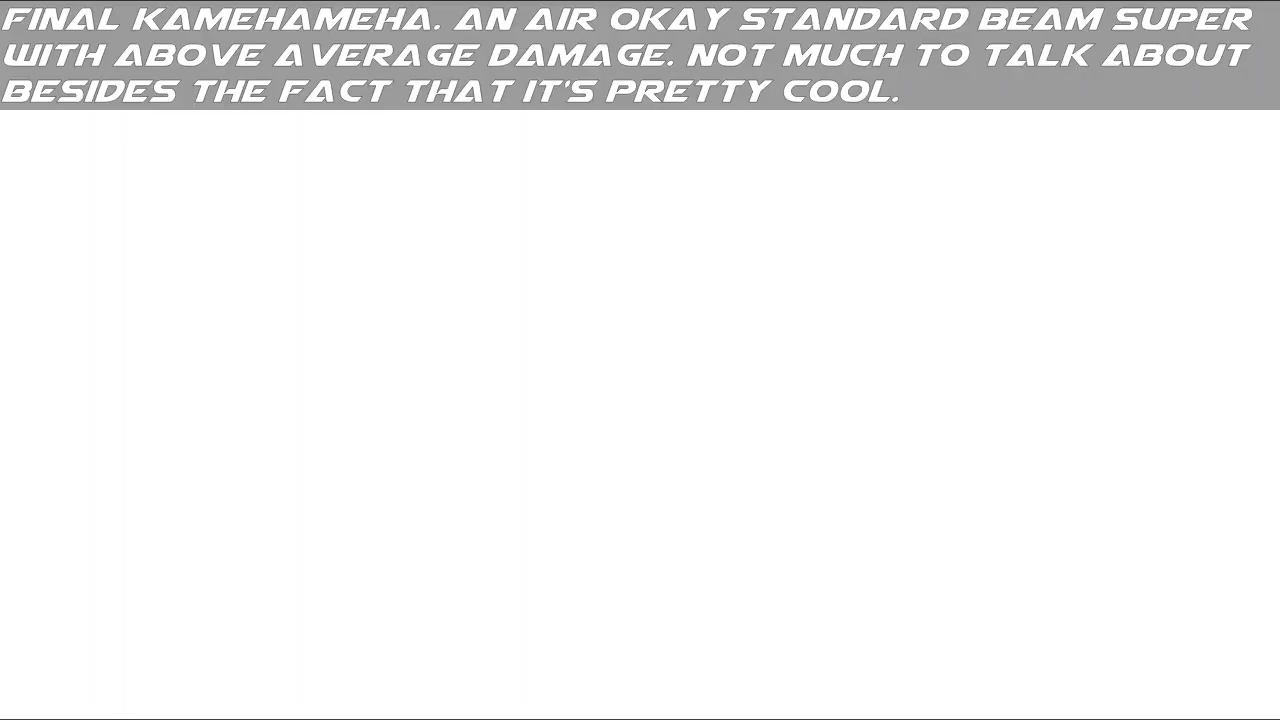 FINAL KAMEHAMEHA. AN AIR OKAY STANDARD BEAM SUPER
WITH ABOVE AVERAGE DAMAGE. NOT MUCH TO TALK ABOUT
BESIDES THE FACT THAT IT'S PRETTY COOL.